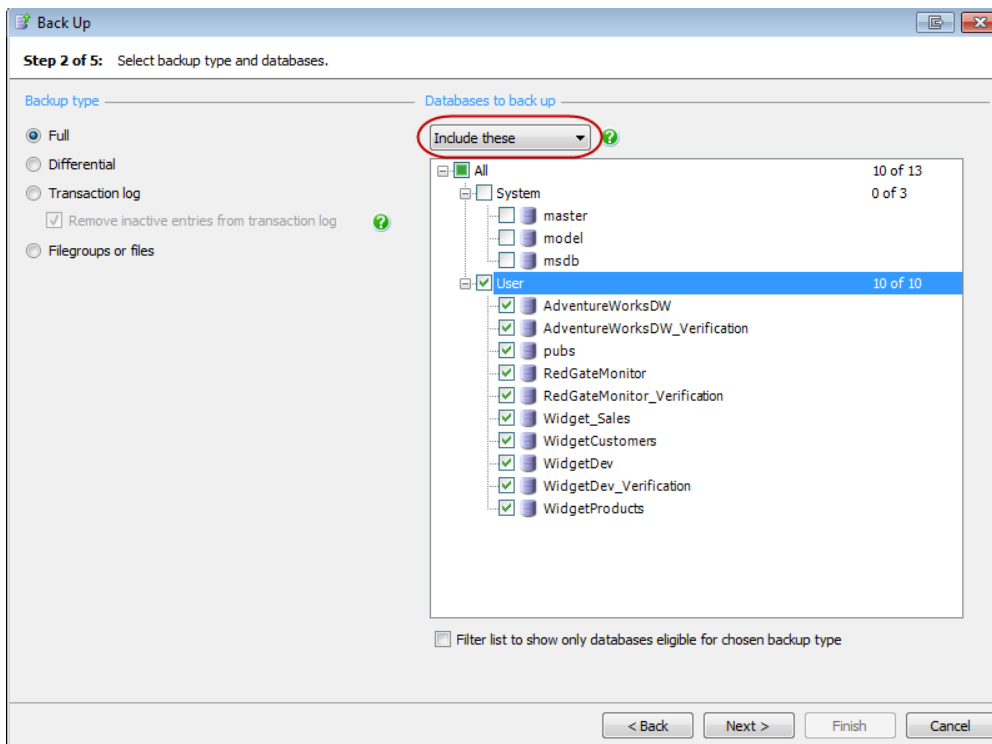 Back Up
Step 2 of 5: Select backup type and databases.
Backup type
Full
Differential
Transaction log
Remove inactive entries from transaction log
?
Filegroups or files
Databases to back up
Include these
?
All 10 of 13
System 0 of 3
master
model
msdb
User 10 of 10
AdventureWorksDW
AdventureWorksDW_Verification
pubs
RedGateMonitor
RedGateMonitor_Verification
Widget_Sales
WidgetCustomers
WidgetDev
WidgetDev_Verification
WidgetProducts
Filter list to show only databases eligible for chosen backup type
< Back Next > Finish Cancel